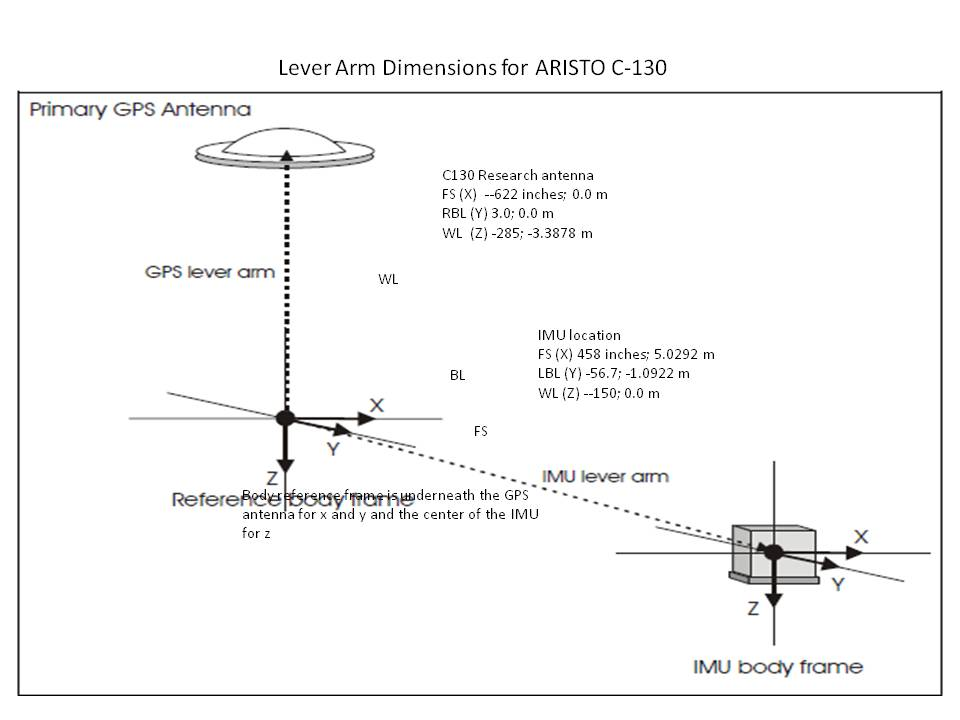 Lever Arm Dimensions for ARISTO C-130
Primary GPS Antenna
C130 Research antenna
FS (X)  --622 inches;  0.0 m
RBL (Y) 3.0; 0.0 m
WL  (Z) -285; -3.3878 m
GPS lever arm
WL
IMU location
FS (X) 458 inches; 5.0292 m
LBL (Y) -56.7; -1.0922 m
WL (Z) --150; 0.0 m
BL
X
FS
Y
Z
IMU lever arm
Reference body frame
Body reference frame is underneath the GPS
antenna for x and y and the center of the IMU
for z
X
Y
Z
IMU body frame